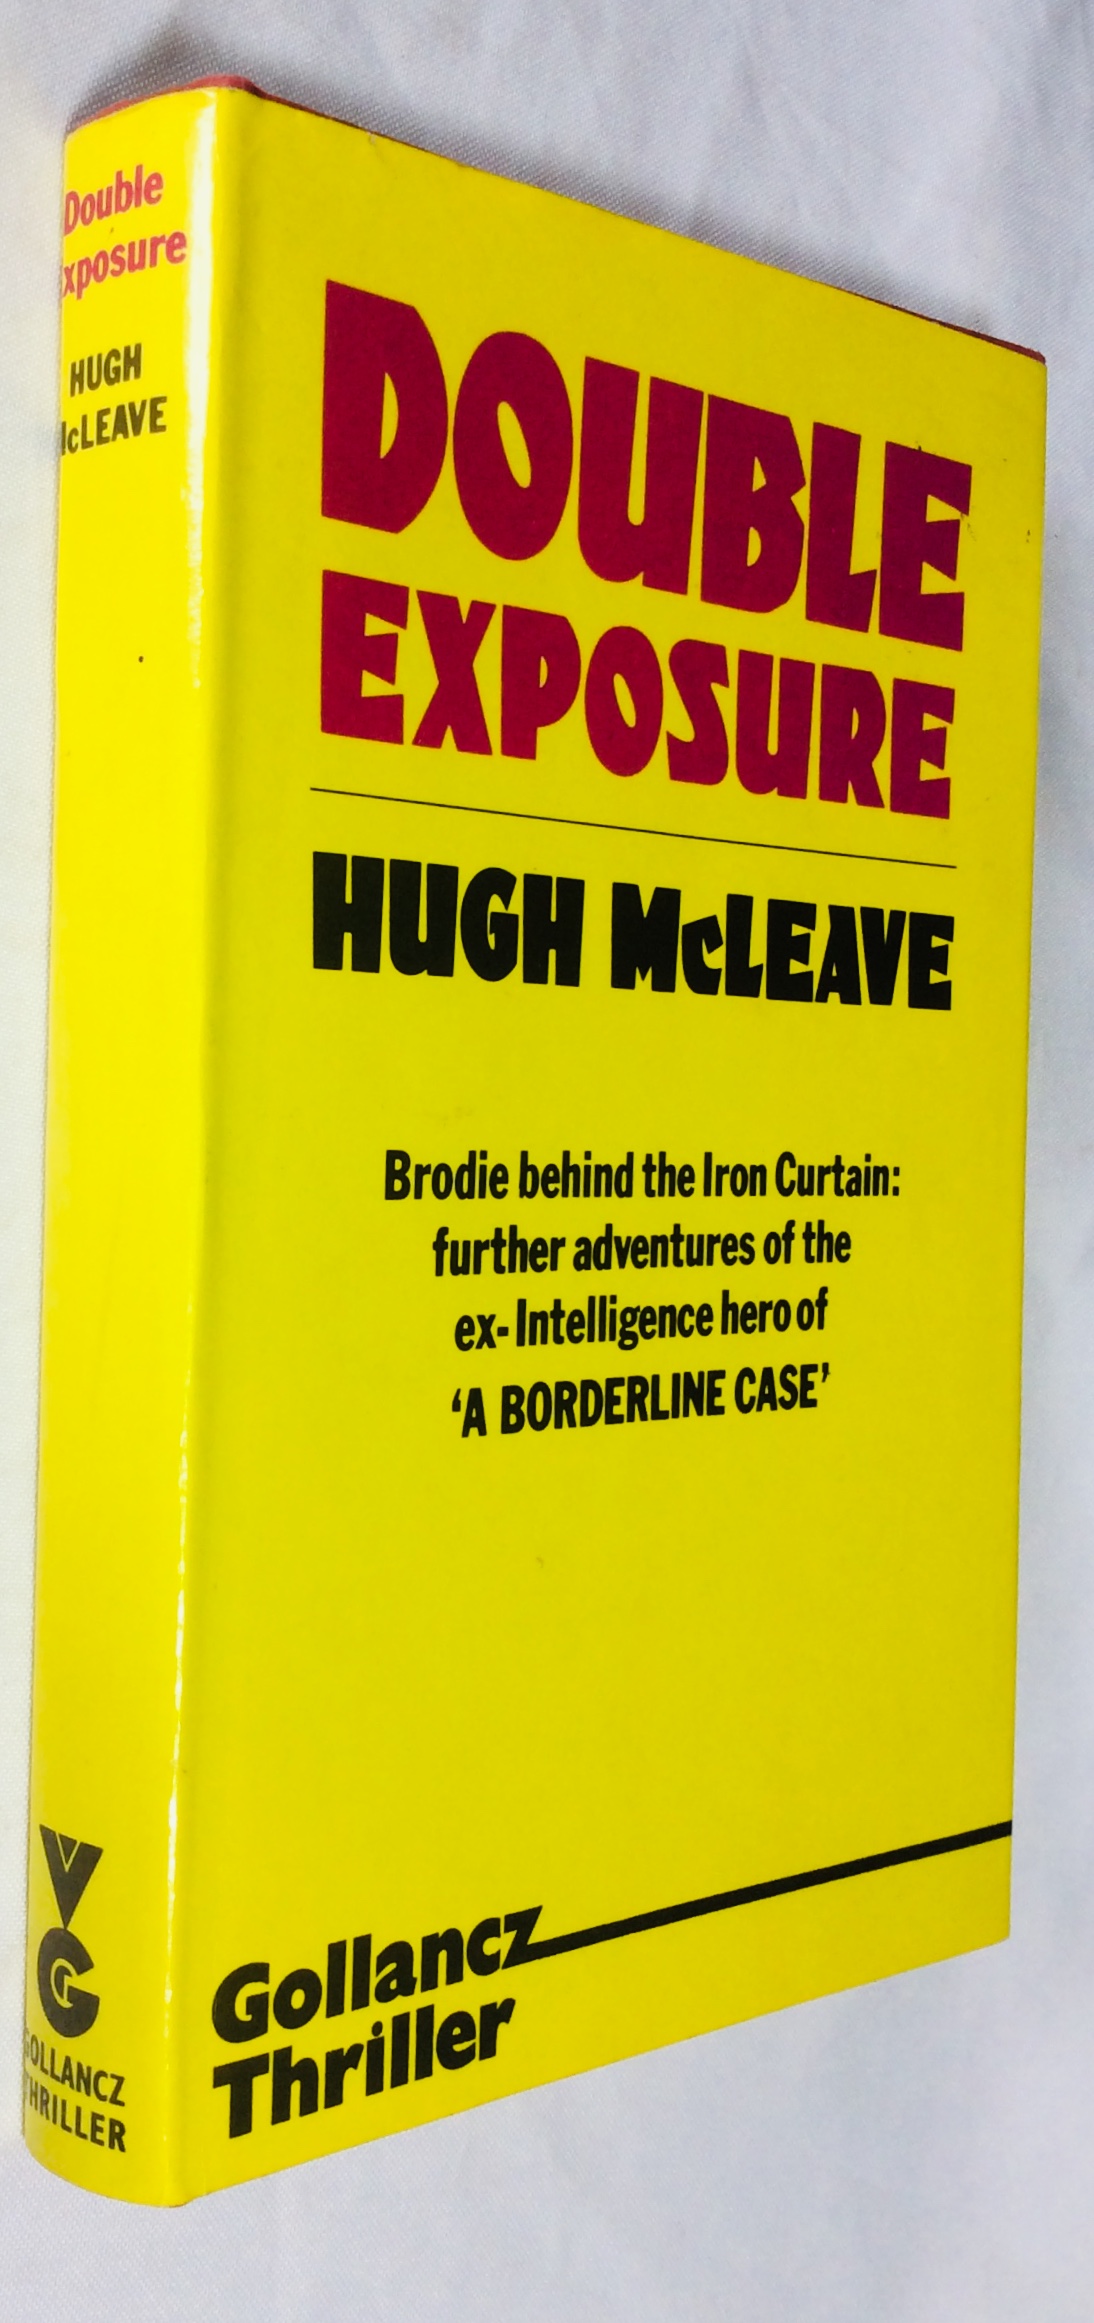 Double
Exposure
HUGH
McLEAVE
VG
GOLLANCZ
THRILLER
DOUBLE
EXPOSURE
HUGH McLEAVE
Brodie behind the Iron Curtain:
further adventures of the
ex-Intelligence hero of
‘A BORDERLINE CASE’
Gollancz
Thriller